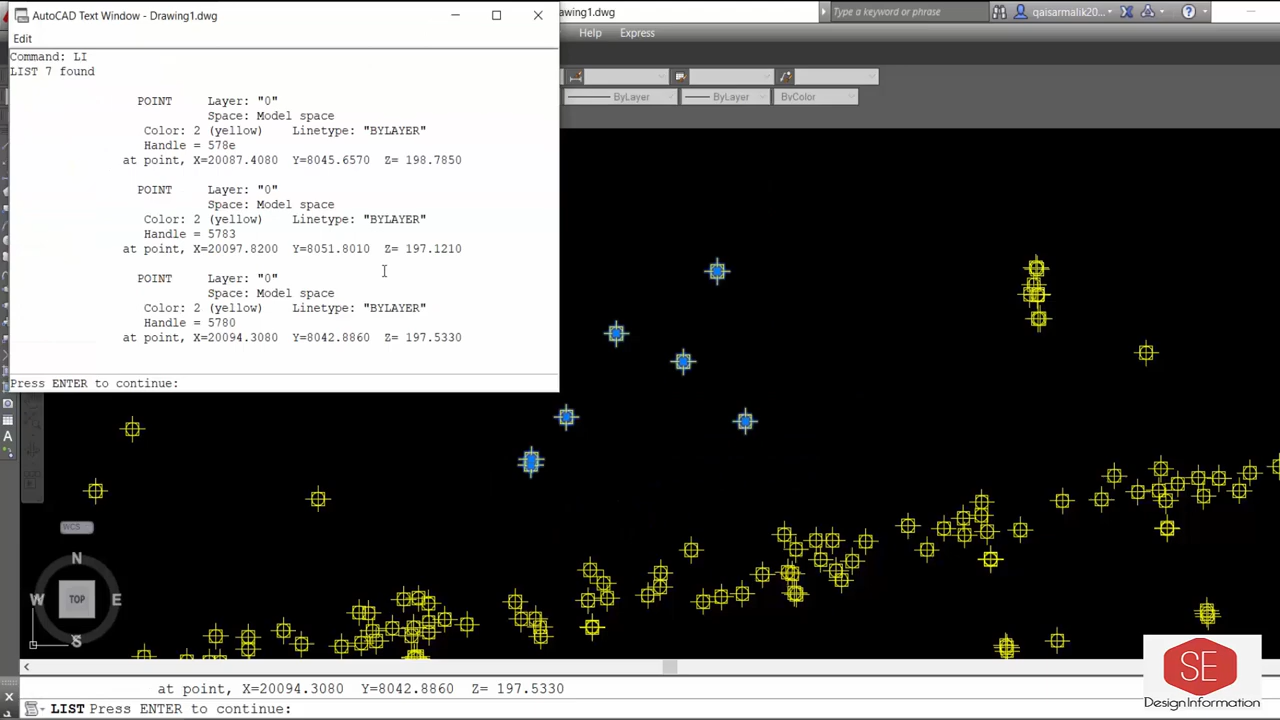 AutoCAD Text Window - Drawing1.dwg
awing1.dwg
Type a keyword or phrase
qaisarmalik20...
Edit
Help
Express
Command: LI
LIST 7 found
ByLayer
ByLayer
ByColor
POINT Layer: "0"
Space: Model space
Color: 2 (yellow) Linetype: "BYLAYER"
Handle = 578e
at point, X=20087.4080 Y=8045.6570 Z= 198.7850
POINT Layer: "0"
Space: Model space
Color: 2 (yellow) Linetype: "BYLAYER"
Handle = 5783
at point, X=20097.8200 Y=8051.8010 Z= 197.1210
POINT Layer: "0"
Space: Model space
Color: 2 (yellow) Linetype: "BYLAYER"
Handle = 5780
at point, X=20094.3080 Y=8042.8860 Z= 197.5330
Press ENTER to continue:
A
WCS
N
W TOP E
S
SE
Design Information
at point, X=20094.3080 Y=8042.8860 Z= 197.5330
LIST Press ENTER to continue: